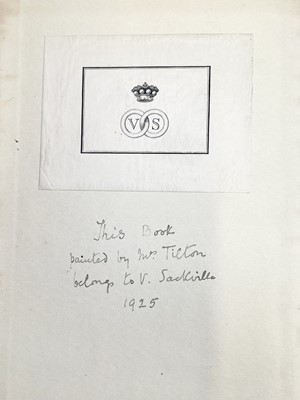 VS
This Book
painted by Mrs Tilton
belongs to V. Sackville
1925